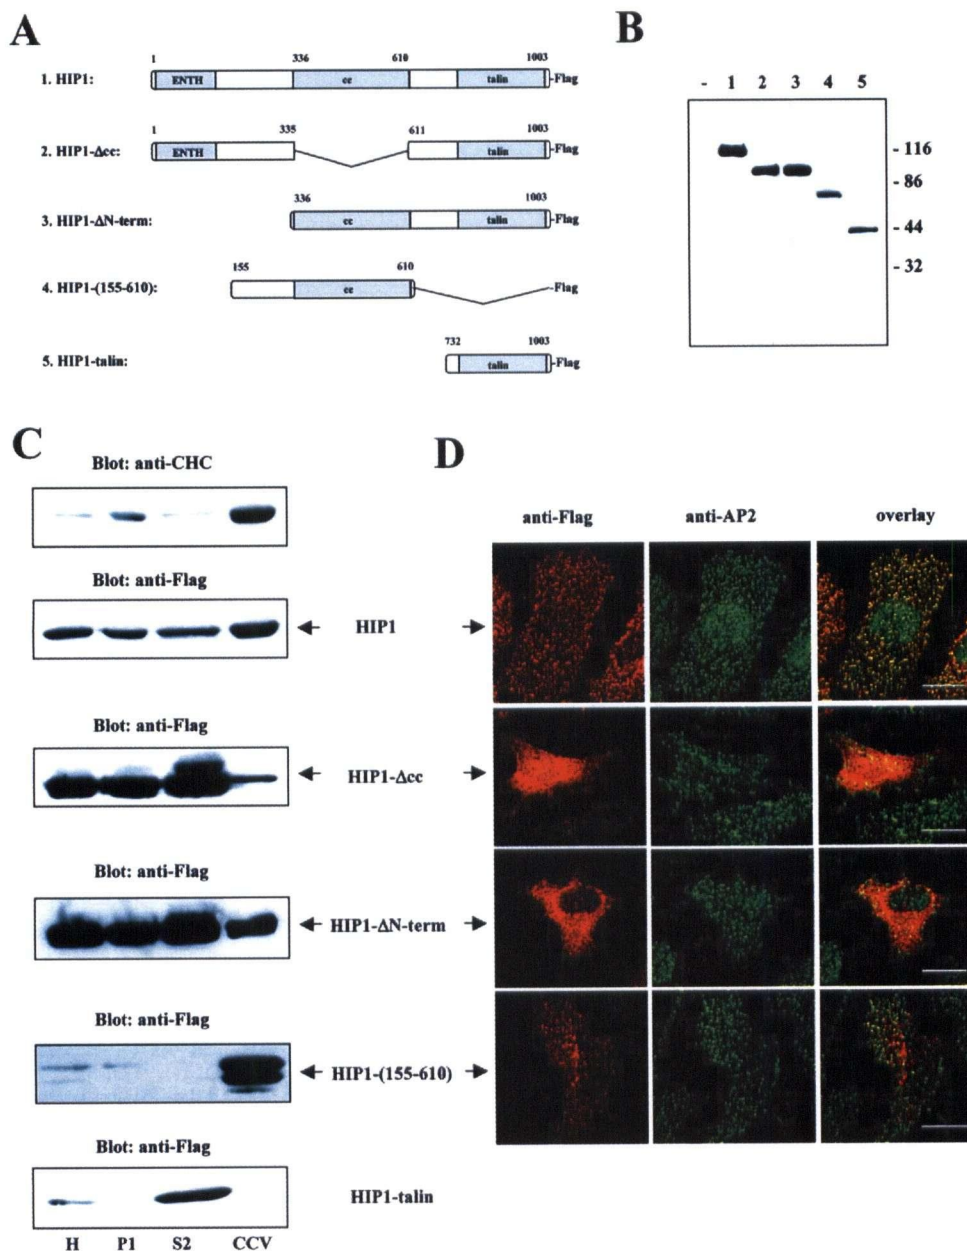 A
1 336 610 1003
1. HIP1: ENTH cc talin -Flag
1 335 611 1003
2. HIP1-Δcc: ENTH talin -Flag
336 1003
3. HIP1-ΔN-term: cc talin -Flag
155 610
4. HIP1-(155-610): cc -Flag
732 1003
5. HIP1-talin: talin -Flag
B
- 1 2 3 4 5
- 116
- 86
- 44
- 32
C
Blot: anti-CHC
Blot: anti-Flag
HIP1
Blot: anti-Flag
HIP1-Δcc
Blot: anti-Flag
HIP1-ΔN-term
Blot: anti-Flag
HIP1-(155-610)
Blot: anti-Flag
HIP1-talin
H P1 S2 CCV
D
anti-Flag anti-AP2 overlay